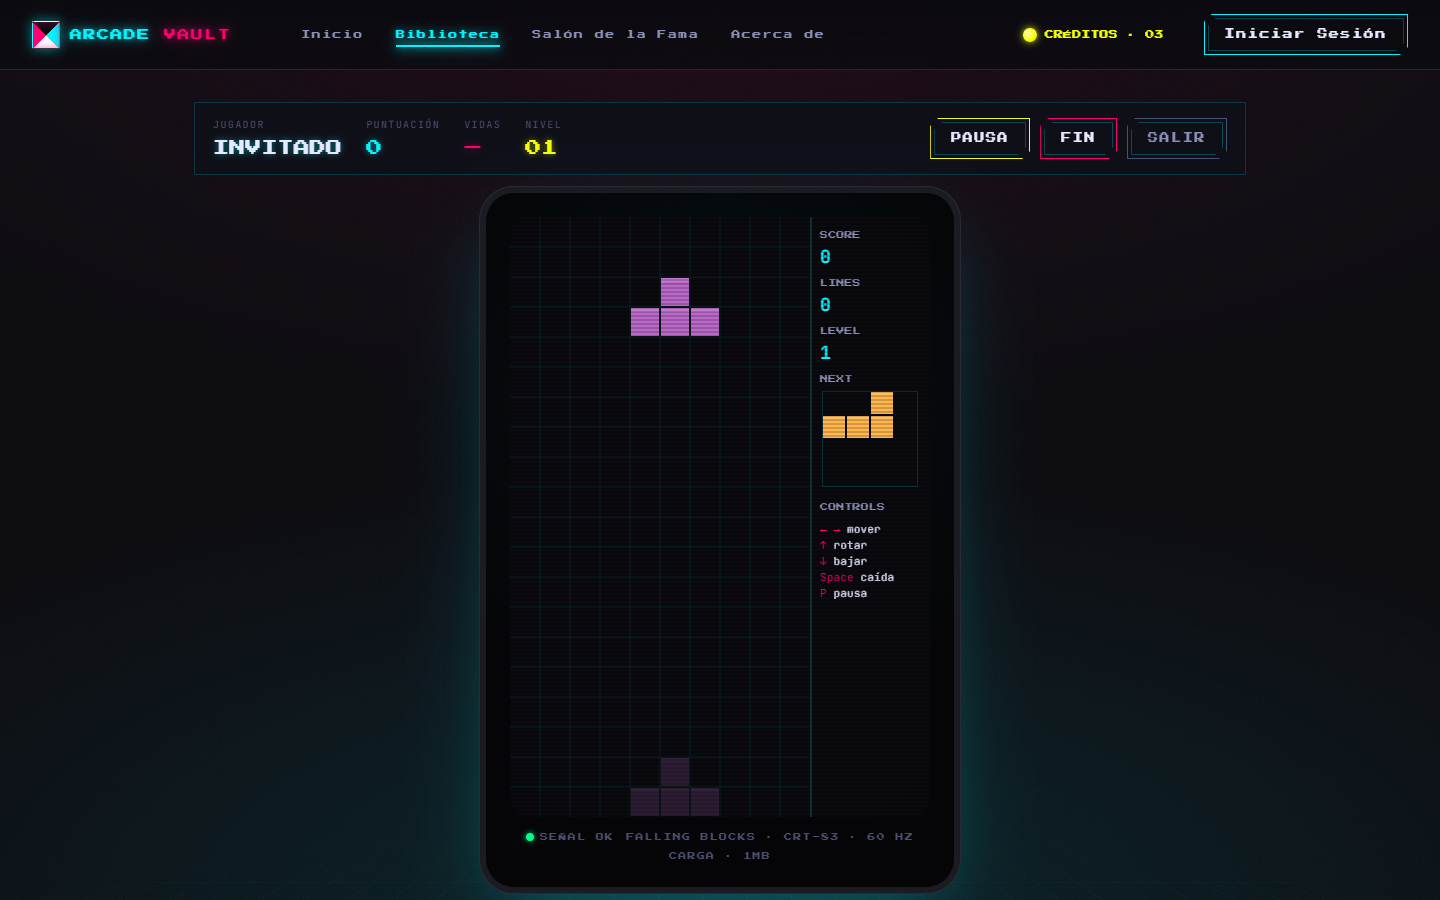 ARCADE VAULT
Inicio
Biblioteca
Salón de la Fama
Acerca de
CRéDITOS · 03
Iniciar Sesión
JUGADOR
INVITADO
PUNTUACIÓN
0
VIDAS
—
NIVEL
01
PAUSA
FIN
SALIR
SCORE
0
LINES
0
LEVEL
1
NEXT
CONTROLS
← → mover
↑ rotar
↓ bajar
Space caída
P pausa
SEñAL OK FALLING BLOCKS · CRT-83 · 60 HZ
CARGA · 1MB